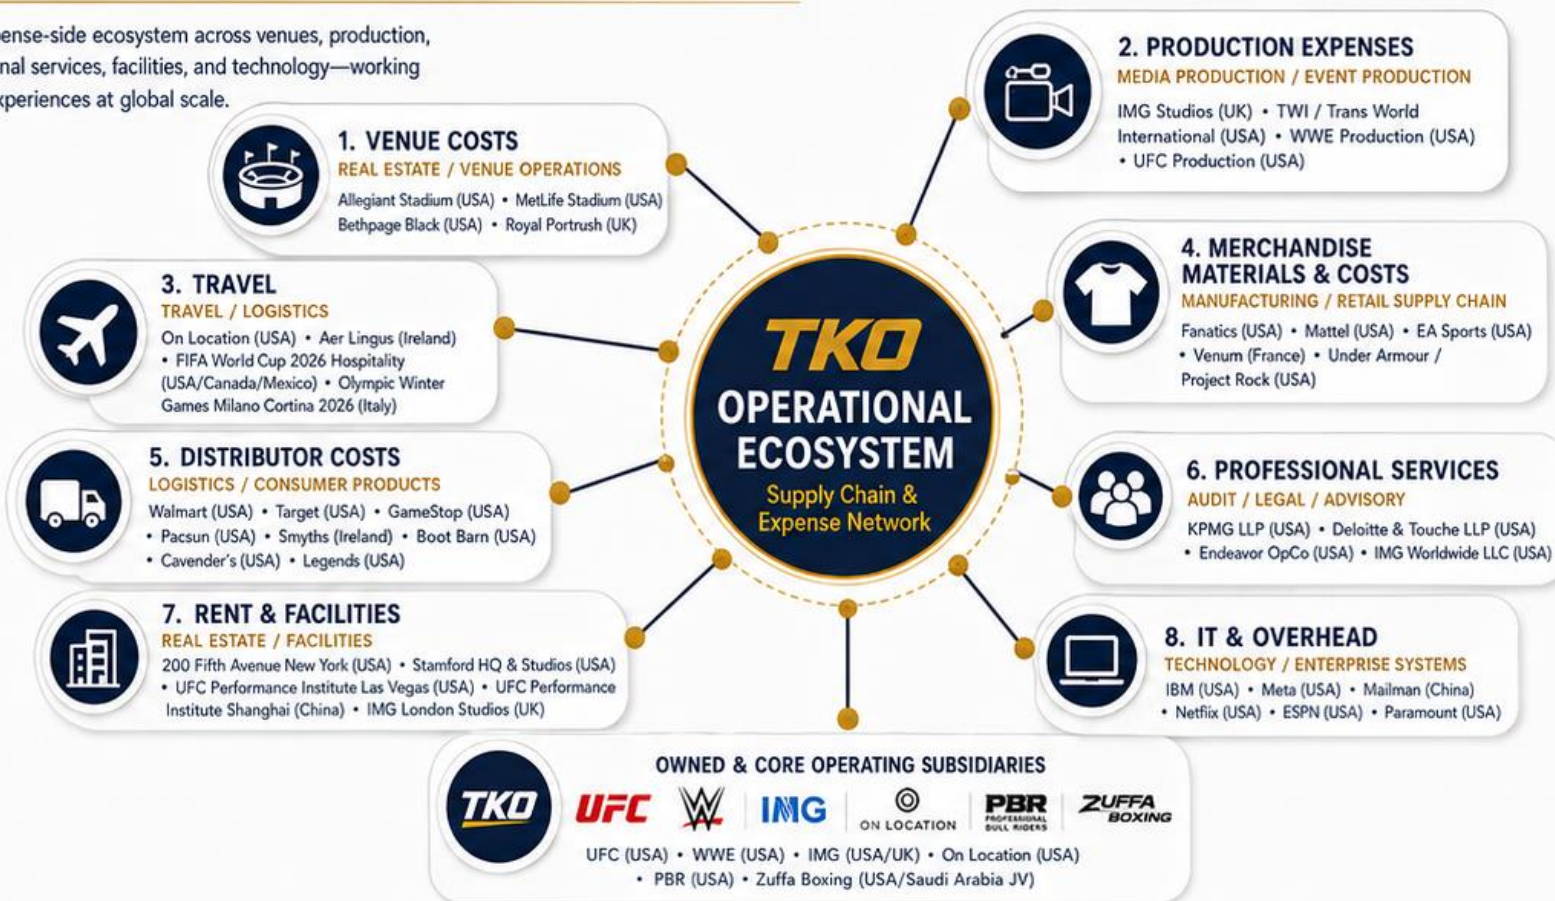 ense-side ecosystem across venues, production,
nal services, facilities, and technology—working
xperiences at global scale.
1. VENUE COSTS
REAL ESTATE / VENUE OPERATIONS
Allegiant Stadium (USA) • MetLife Stadium (USA)
Bethpage Black (USA) • Royal Portrush (UK)
2. PRODUCTION EXPENSES
MEDIA PRODUCTION / EVENT PRODUCTION
IMG Studios (UK) • TWI / Trans World
International (USA) • WWE Production (USA)
• UFC Production (USA)
3. TRAVEL
TRAVEL / LOGISTICS
On Location (USA) • Aer Lingus (Ireland)
• FIFA World Cup 2026 Hospitality
(USA/Canada/Mexico) • Olympic Winter
Games Milano Cortina 2026 (Italy)
4. MERCHANDISE
MATERIALS & COSTS
MANUFACTURING / RETAIL SUPPLY CHAIN
Fanatics (USA) • Mattel (USA) • EA Sports (USA)
• Venum (France) • Under Armour /
Project Rock (USA)
TKO
OPERATIONAL
ECOSYSTEM
Supply Chain &
Expense Network
5. DISTRIBUTOR COSTS
LOGISTICS / CONSUMER PRODUCTS
Walmart (USA) • Target (USA) • GameStop (USA)
• Pacsun (USA) • Smyths (Ireland) • Boot Barn (USA)
• Cavender's (USA) • Legends (USA)
6. PROFESSIONAL SERVICES
AUDIT / LEGAL / ADVISORY
KPMG LLP (USA) • Deloitte & Touche LLP (USA)
• Endeavor OpCo (USA) • IMG Worldwide LLC (USA)
7. RENT & FACILITIES
REAL ESTATE / FACILITIES
200 Fifth Avenue New York (USA) • Stamford HQ & Studios (USA)
• UFC Performance Institute Las Vegas (USA) • UFC Performance
Institute Shanghai (China) • IMG London Studios (UK)
8. IT & OVERHEAD
TECHNOLOGY / ENTERPRISE SYSTEMS
IBM (USA) • Meta (USA) • Mailman (China)
• Netflix (USA) • ESPN (USA) • Paramount (USA)
OWNED & CORE OPERATING SUBSIDIARIES
TKO
UFC
W
IMG
ON LOCATION
PBR
PROFESSIONAL
BULL RIDERS
ZUFFA
BOXING
UFC (USA) • WWE (USA) • IMG (USA/UK) • On Location (USA)
• PBR (USA) • Zuffa Boxing (USA/Saudi Arabia JV)